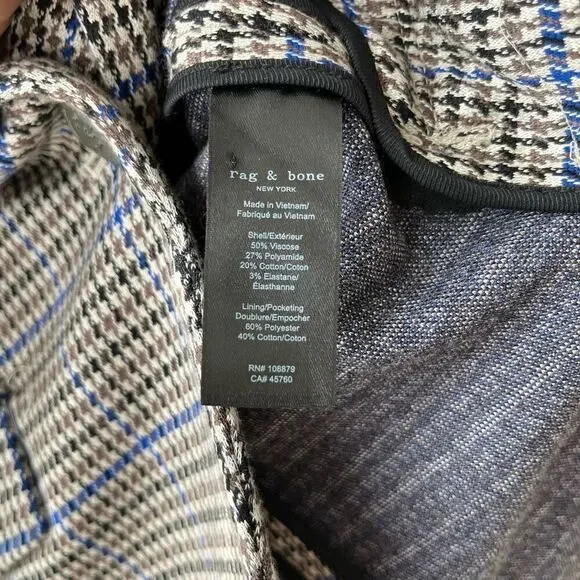 rag & bone
NEW YORK
Made in Vietnam/
Fabriqué au Vietnam
Shell/Extérieur
50% Viscose
27% Polyamide
20% Cotton/Coton
3% Elastane/
Élasthanne
Lining/Pocketing
Doublure/Empocher
60% Polyester
40% Cotton/Coton
RN# 108879
CA# 45760